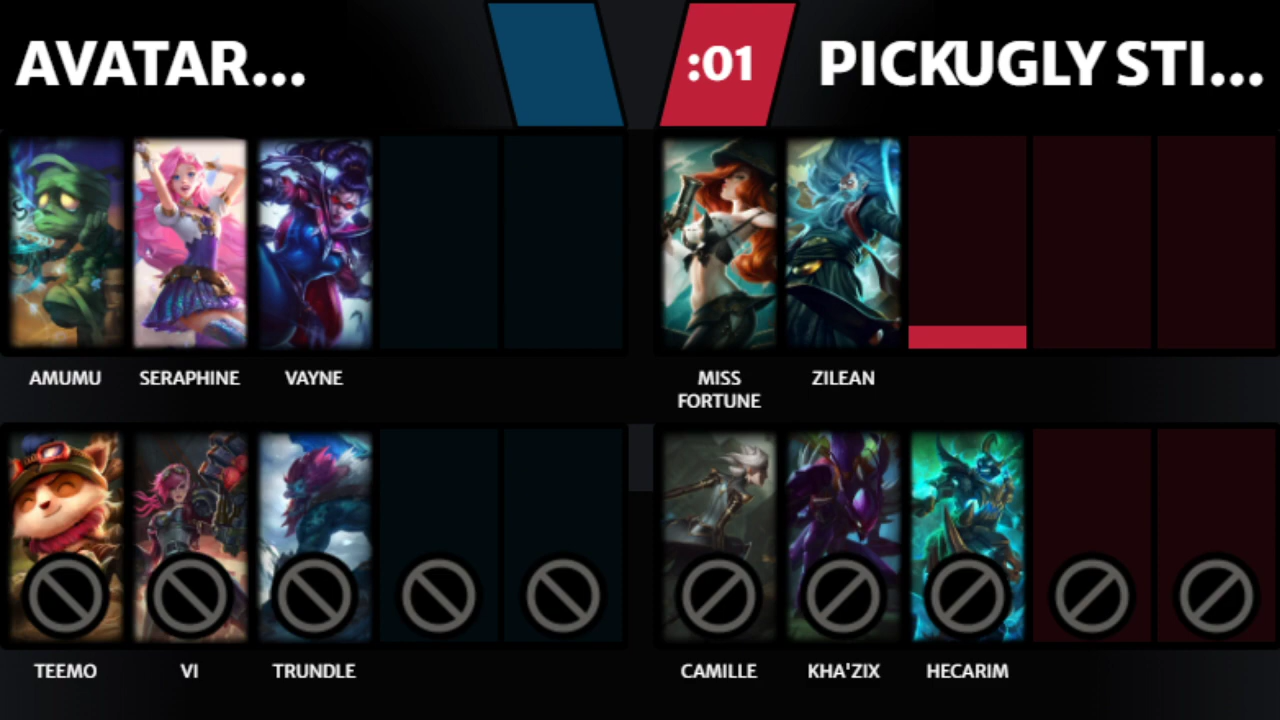 AVATAR...
:01
PICKUGLY STI...
AMUMU
SERAPHINE
VAYNE
MISS
FORTUNE
ZILEAN
TEEMO
VI
TRUNDLE
CAMILLE
KHA'ZIX
HECARIM